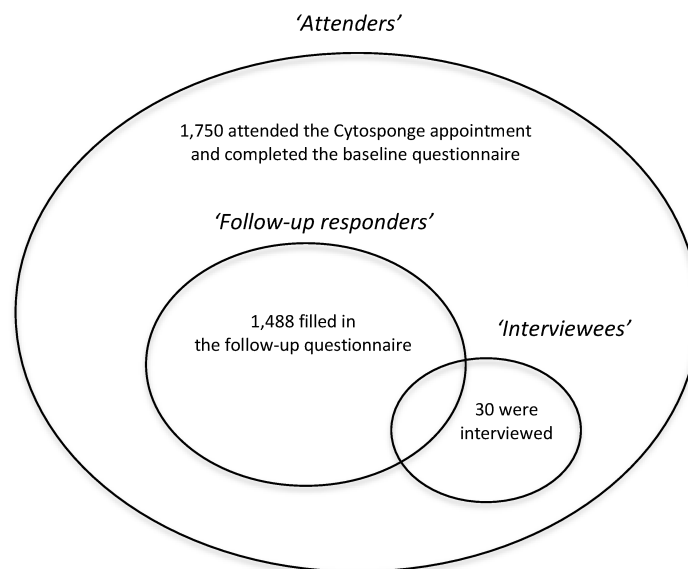 ‘Attenders’
1,750 attended the Cytosponge appointment
and completed the baseline questionnaire
‘Follow-up responders’
1,488 filled in
the follow-up questionnaire
‘Interviewees’
30 were
interviewed